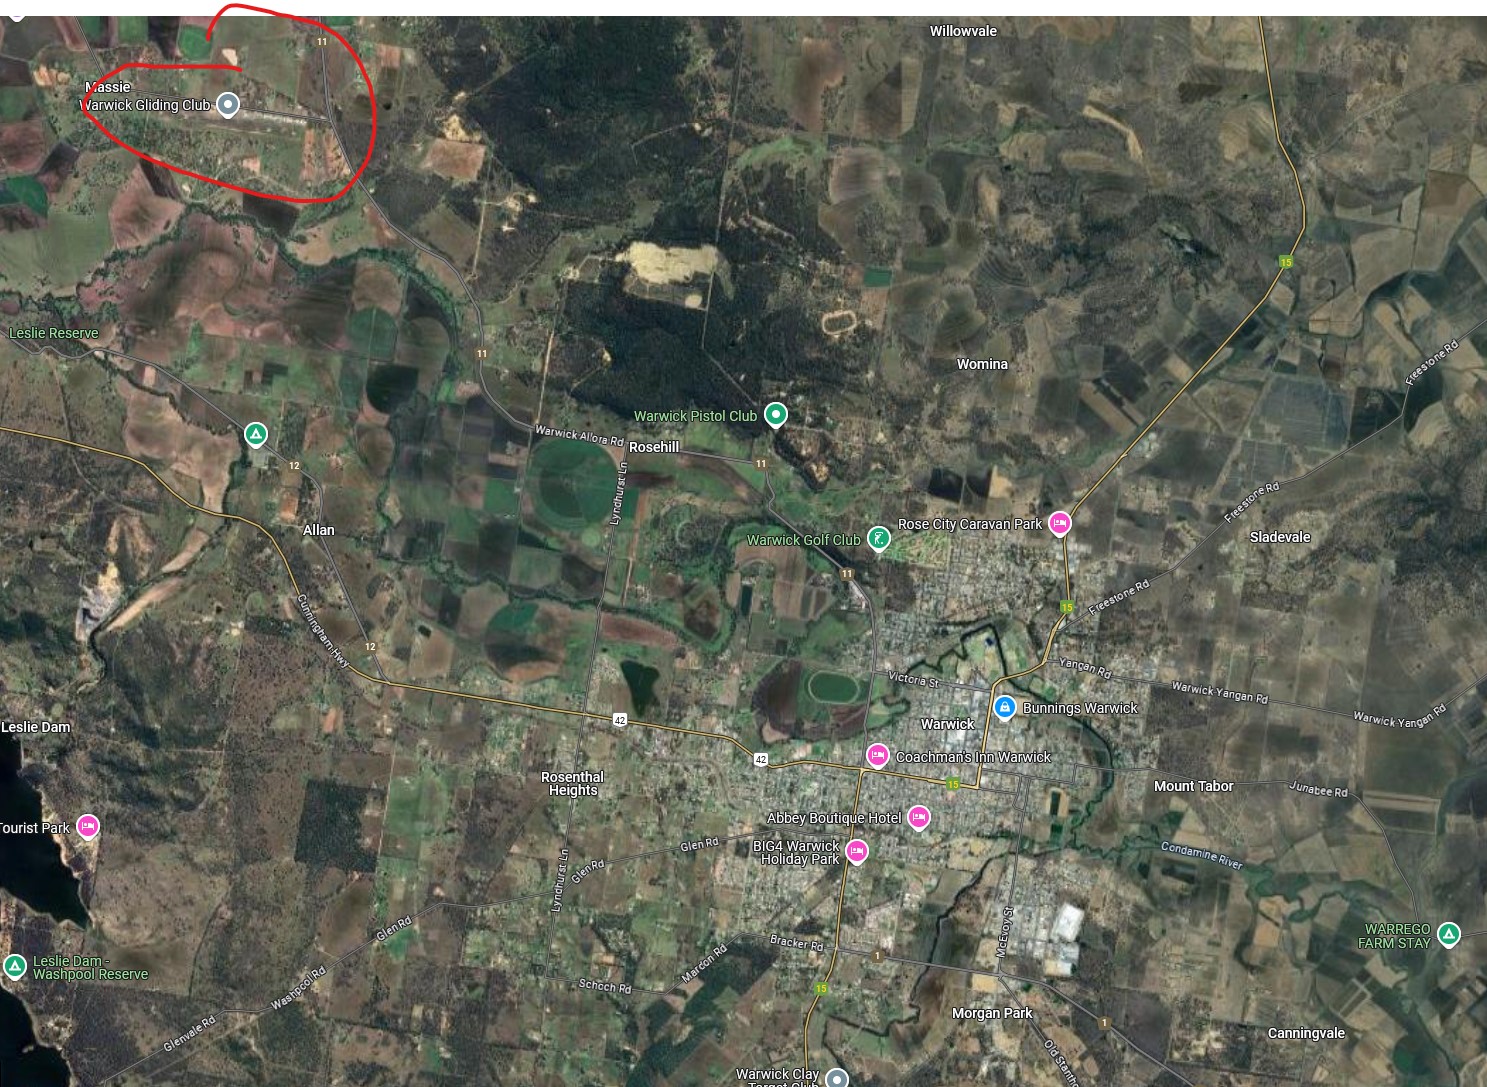 Willowvale
11
Massie
Warwick Gliding Club
15
Leslie Reserve
11
Freestone Rd
Womina
Warwick Pistol Club
Warwick Allora Rd
Rosehill
11
12
Lyndhurst Ln
Freestone Rd
Allan
Rose City Caravan Park
Warwick Golf Club
Sladevale
11
Cunningham Hwy
15
Freestone Rd
12
Yangan Rd
Victoria St
Warwick Yangan Rd
Warwick Yangan Rd
Bunnings Warwick
42
Leslie Dam
Warwick
42
Coachman's Inn Warwick
Rosenthal
Heights
15
Mount Tabor
Junabee Rd
Tourist Park
Abbey Boutique Hotel
Glen Rd
BIG4 Warwick
Holiday Park
Condamine River
Glen Rd
Lyndhurst Ln
Glen Rd
McEvoy St
WARREGO
FARM STAY
Bracker Rd
1
Marcon Rd
Leslie Dam -
Washpool Reserve
Washpool Rd
Schoch Rd
15
Morgan Park
1
Glenvale Rd
Canningvale
Old Stantho
Warwick Clay
Target Club